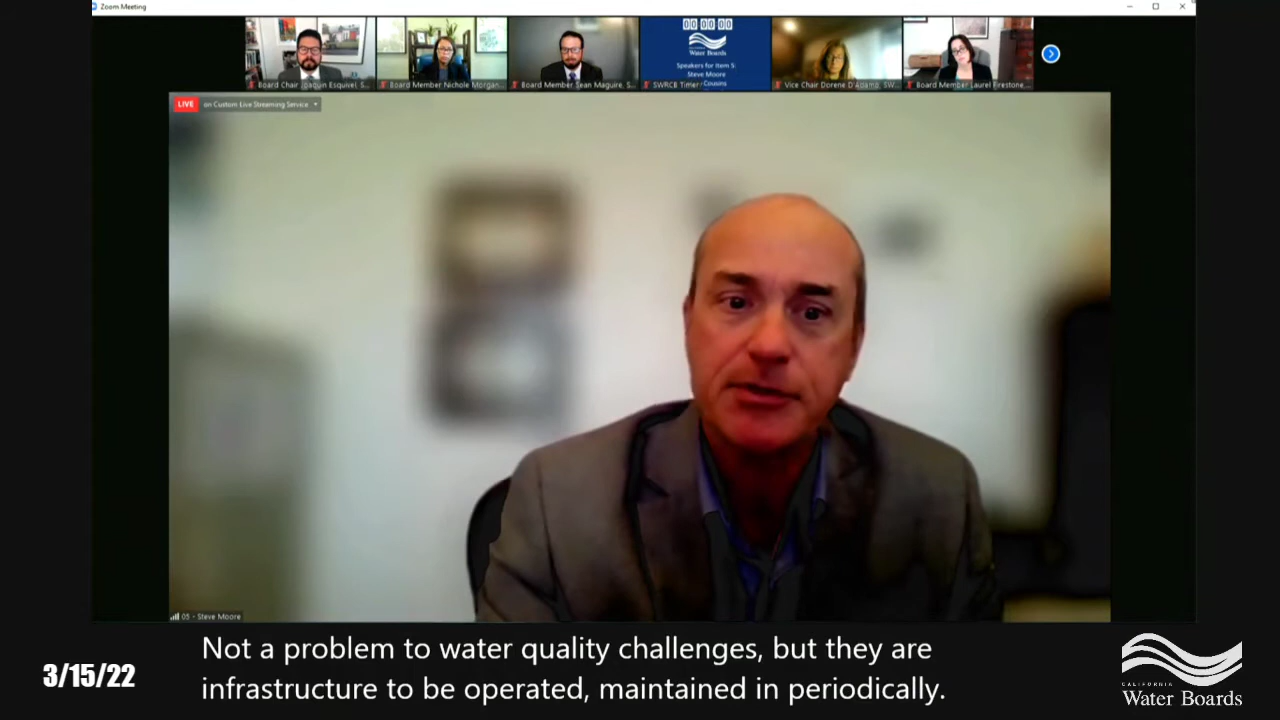 Zoom Meeting
00 00 00
Water Boards
Speakers for Item 5:
Steve Moore
Cousins
Board Chair Joaquin Esquivel, S...
Board Member Nichole Morgan...
Board Member Sean Maguire, S...
SWRCB Timer
Vice Chair Dorene D'Adamo, SW...
Board Member Laurel Firestone...
LIVE
on Custom Live Streaming Service
05 - Steve Moore
Not a problem to water quality challenges, but they are
infrastructure to be operated, maintained in periodically.
3/15/22
CALIFORNIA
Water Boards